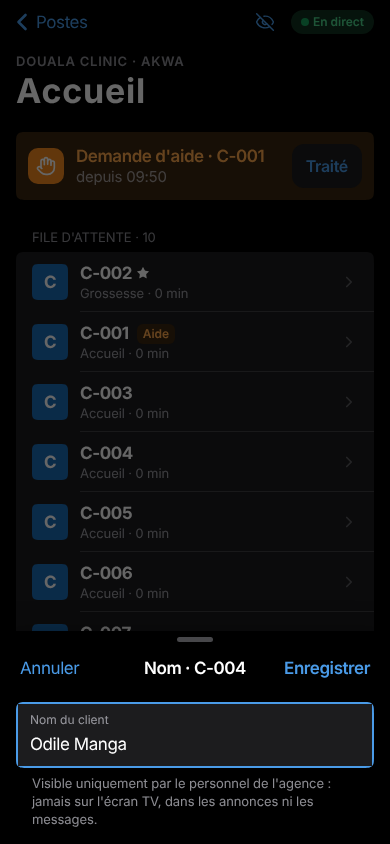 Postes
En direct
DOUALA CLINIC · AKWA
Accueil
Demande d'aide · C-001
depuis 09:50
Traité
FILE D'ATTENTE · 10
C
C-002 ★
Grossesse · 0 min
C
C-001 Aide
Accueil · 0 min
C
C-003
Accueil · 0 min
C
C-004
Accueil · 0 min
C
C-005
Accueil · 0 min
C
C-006
Accueil · 0 min
C-007
Annuler
Nom · C-004
Enregistrer
Nom du client
Odile Manga
Visible uniquement par le personnel de l'agence :
jamais sur l'écran TV, dans les annonces ni les
messages.